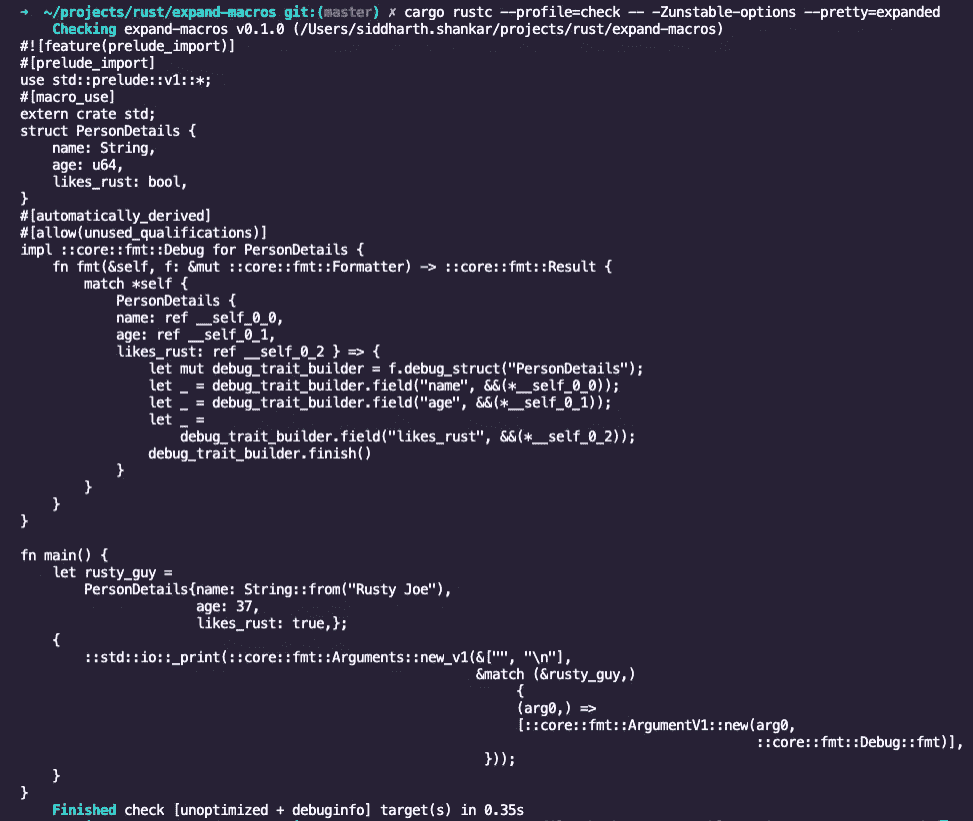 → ~/projects/rust/expand-macros git:(master) ✗ cargo rustc --profile=check -- -Zunstable-options --pretty=expanded
    Checking expand-macros v0.1.0 (/Users/siddharth.shankar/projects/rust/expand-macros)
#![feature(prelude_import)]
#[prelude_import]
use std::prelude::v1::*;
#[macro_use]
extern crate std;
struct PersonDetails {
    name: String,
    age: u64,
    likes_rust: bool,
}
#[automatically_derived]
#[allow(unused_qualifications)]
impl ::core::fmt::Debug for PersonDetails {
    fn fmt(&self, f: &mut ::core::fmt::Formatter) -> ::core::fmt::Result {
        match *self {
            PersonDetails {
            name: ref __self_0_0,
            age: ref __self_0_1,
            likes_rust: ref __self_0_2 } => {
                let mut debug_trait_builder = f.debug_struct("PersonDetails");
                let _ = debug_trait_builder.field("name", &&(*__self_0_0));
                let _ = debug_trait_builder.field("age", &&(*__self_0_1));
                let _ =
                    debug_trait_builder.field("likes_rust", &&(*__self_0_2));
                debug_trait_builder.finish()
            }
        }
    }
}

fn main() {
    let rusty_guy =
        PersonDetails{name: String::from("Rusty Joe"),
                      age: 37,
                      likes_rust: true,};
    {
        ::std::io::_print(::core::fmt::Arguments::new_v1(&["", "\n"],
                                                         &match (&rusty_guy,)
                                                              {
                                                              (arg0,) =>
                                                              [::core::fmt::ArgumentV1::new(arg0,
                                                                                            ::core::fmt::Debug::fmt)],
                                                          }));
    }
}
    Finished check [unoptimized + debuginfo] target(s) in 0.35s